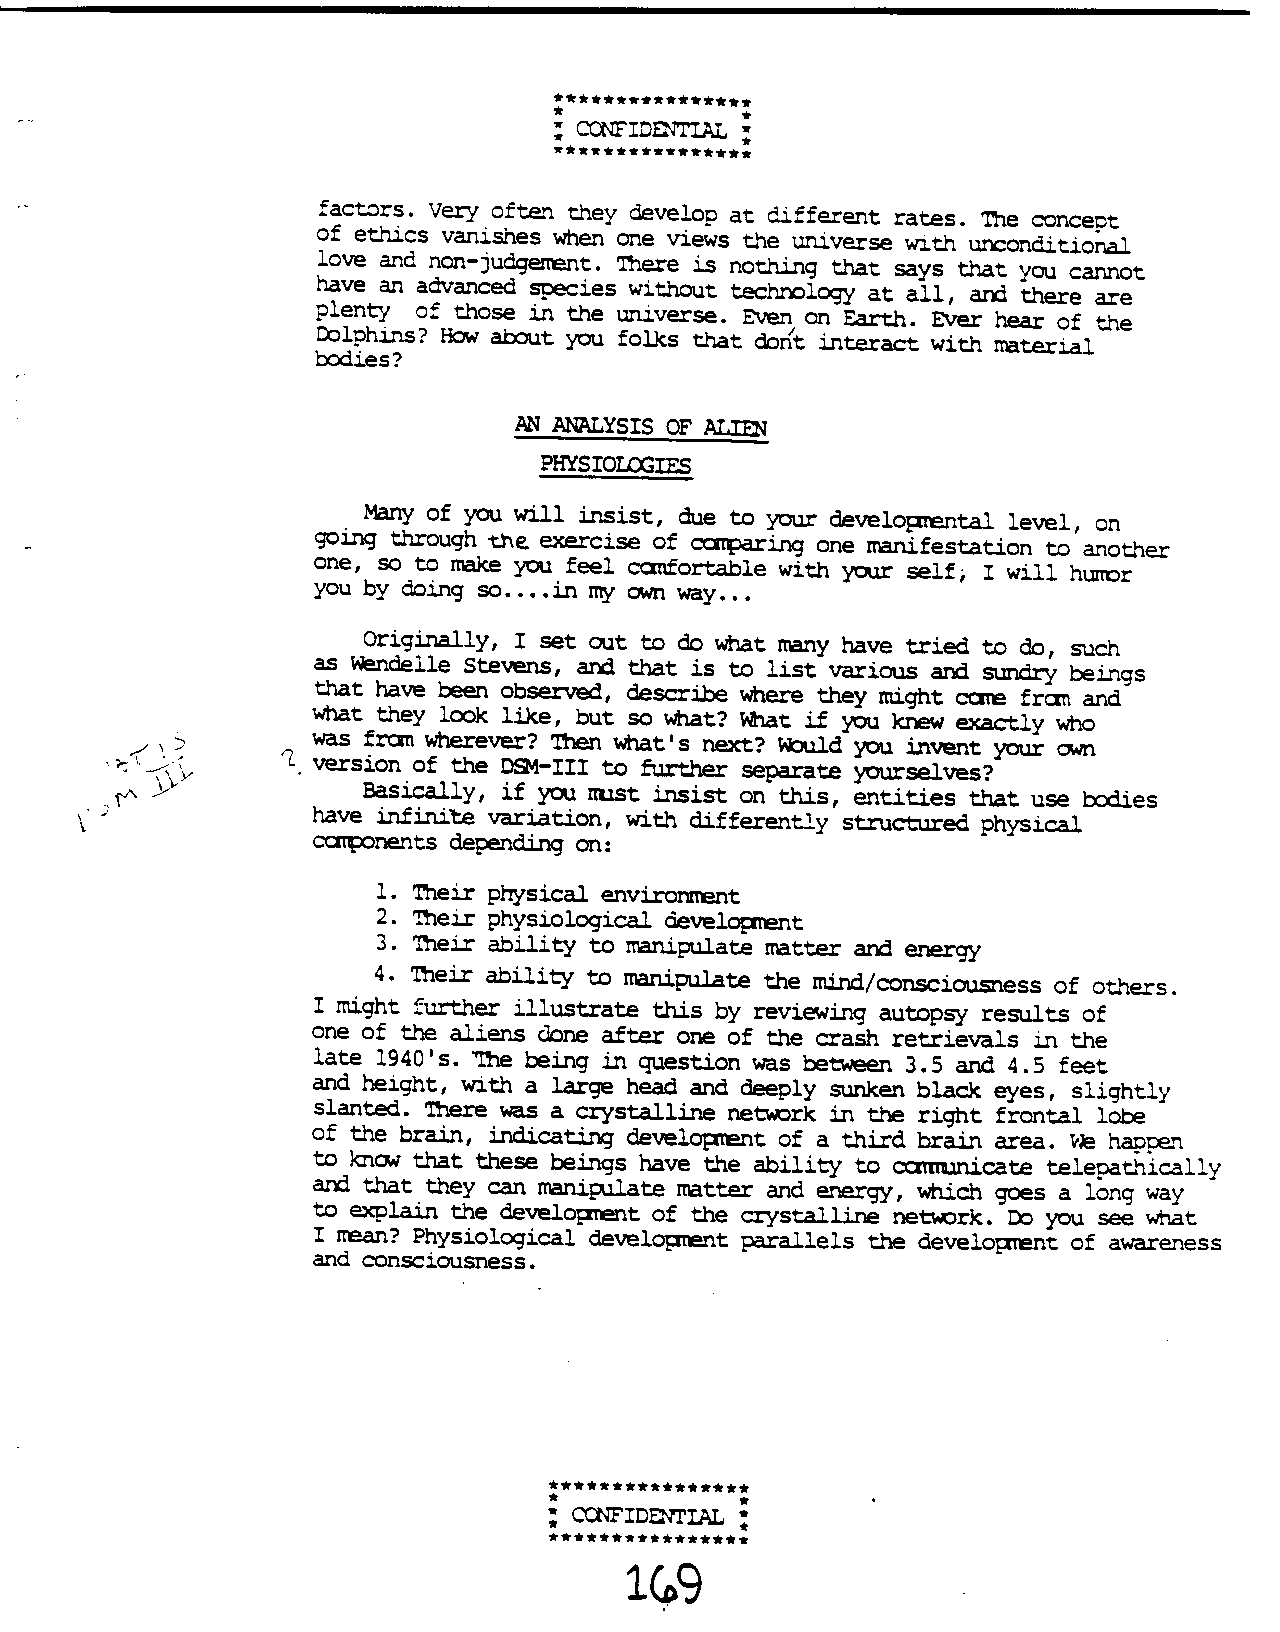 ****************
* CONFIDENTIAL *
****************
factors. Very often they develop at different rates. The concept
of ethics vanishes when one views the universe with unconditional
love and non-judgement. There is nothing that says that you cannot
have an advanced species without technology at all, and there are
plenty of those in the universe. Even on Earth. Ever hear of the
Dolphins? How about you folks that don't interact with material
bodies?
AN ANALYSIS OF ALIEN
PHYSIOLOGIES
Many of you will insist, due to your developmental level, on
going through the exercise of comparing one manifestation to another
one, so to make you feel comfortable with your self; I will humor
you by doing so....in my own way...
Originally, I set out to do what many have tried to do, such
as Wendelle Stevens, and that is to list various and sundry beings
that have been observed, describe where they might come from and
what they look like, but so what? What if you knew exactly who
was from wherever? Then what's next? Would you invent your own
? version of the DSM-III to further separate yourselves?
III
Basically, if you must insist on this, entities that use bodies
have infinite variation, with differently structured physical
components depending on:
1. Their physical environment
2. Their physiological development
3. Their ability to manipulate matter and energy
4. Their ability to manipulate the mind/consciousness of others.
I might further illustrate this by reviewing autopsy results of
one of the aliens done after one of the crash retrievals in the
late 1940's. The being in question was between 3.5 and 4.5 feet
and height, with a large head and deeply sunken black eyes, slightly
slanted. There was a crystalline network in the right frontal lobe
of the brain, indicating development of a third brain area. We happen
to know that these beings have the ability to communicate telepathically
and that they can manipulate matter and energy, which goes a long way
to explain the development of the crystalline network. Do you see what
I mean? Physiological development parallels the development of awareness
and consciousness.
****************
* CONFIDENTIAL *
****************
169